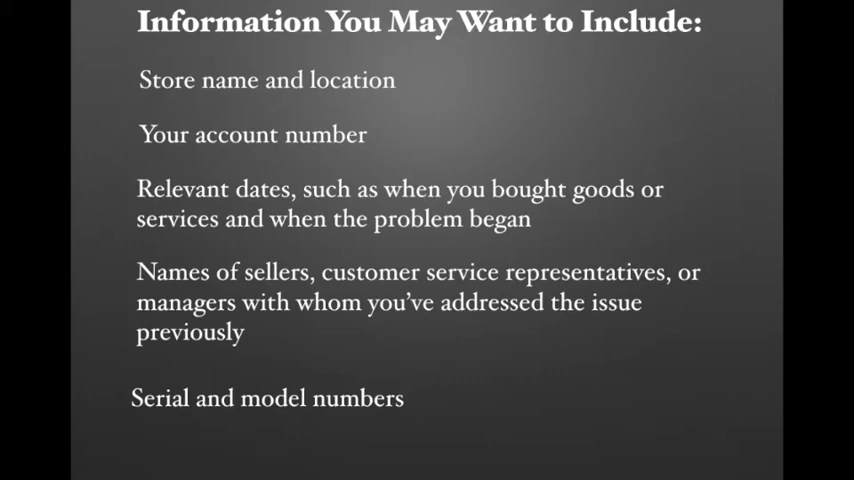 Information You May Want to Include:
Store name and location
Your account number
Relevant dates, such as when you bought goods or
services and when the problem began
Names of sellers, customer service representatives, or
managers with whom you’ve addressed the issue
previously
Serial and model numbers